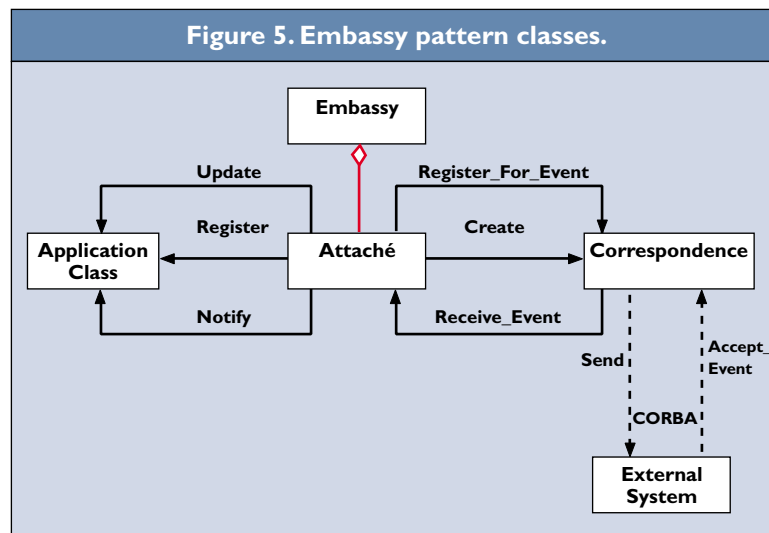 Figure 5. Embassy pattern classes.
Embassy
Update
Register_For_Event
Register
Create
Application
Class
Attaché
Correspondence
Notify
Receive_Event
Send
Accept_
Event
CORBA
External
System